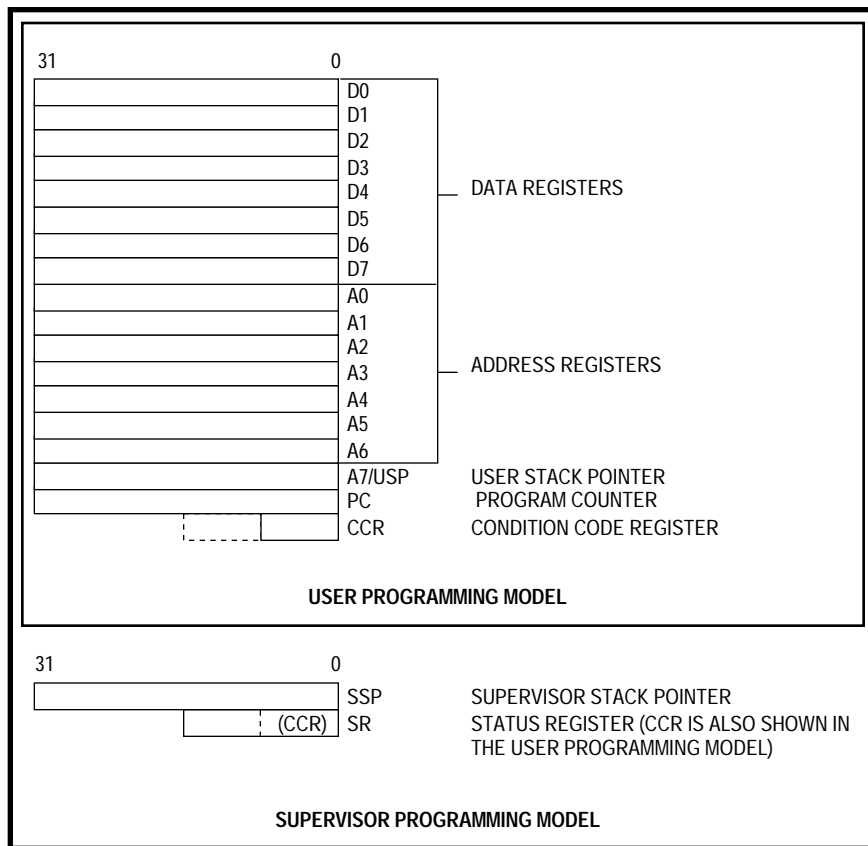 31 0
D0
D1
D2
D3
D4 DATA REGISTERS
D5
D6
D7
A0
A1
A2
A3 ADDRESS REGISTERS
A4
A5
A6
A7/USP USER STACK POINTER
PC PROGRAM COUNTER
CCR CONDITION CODE REGISTER
USER PROGRAMMING MODEL
31 0
SSP SUPERVISOR STACK POINTER
(CCR) SR STATUS REGISTER (CCR IS ALSO SHOWN IN
THE USER PROGRAMMING MODEL)
SUPERVISOR PROGRAMMING MODEL